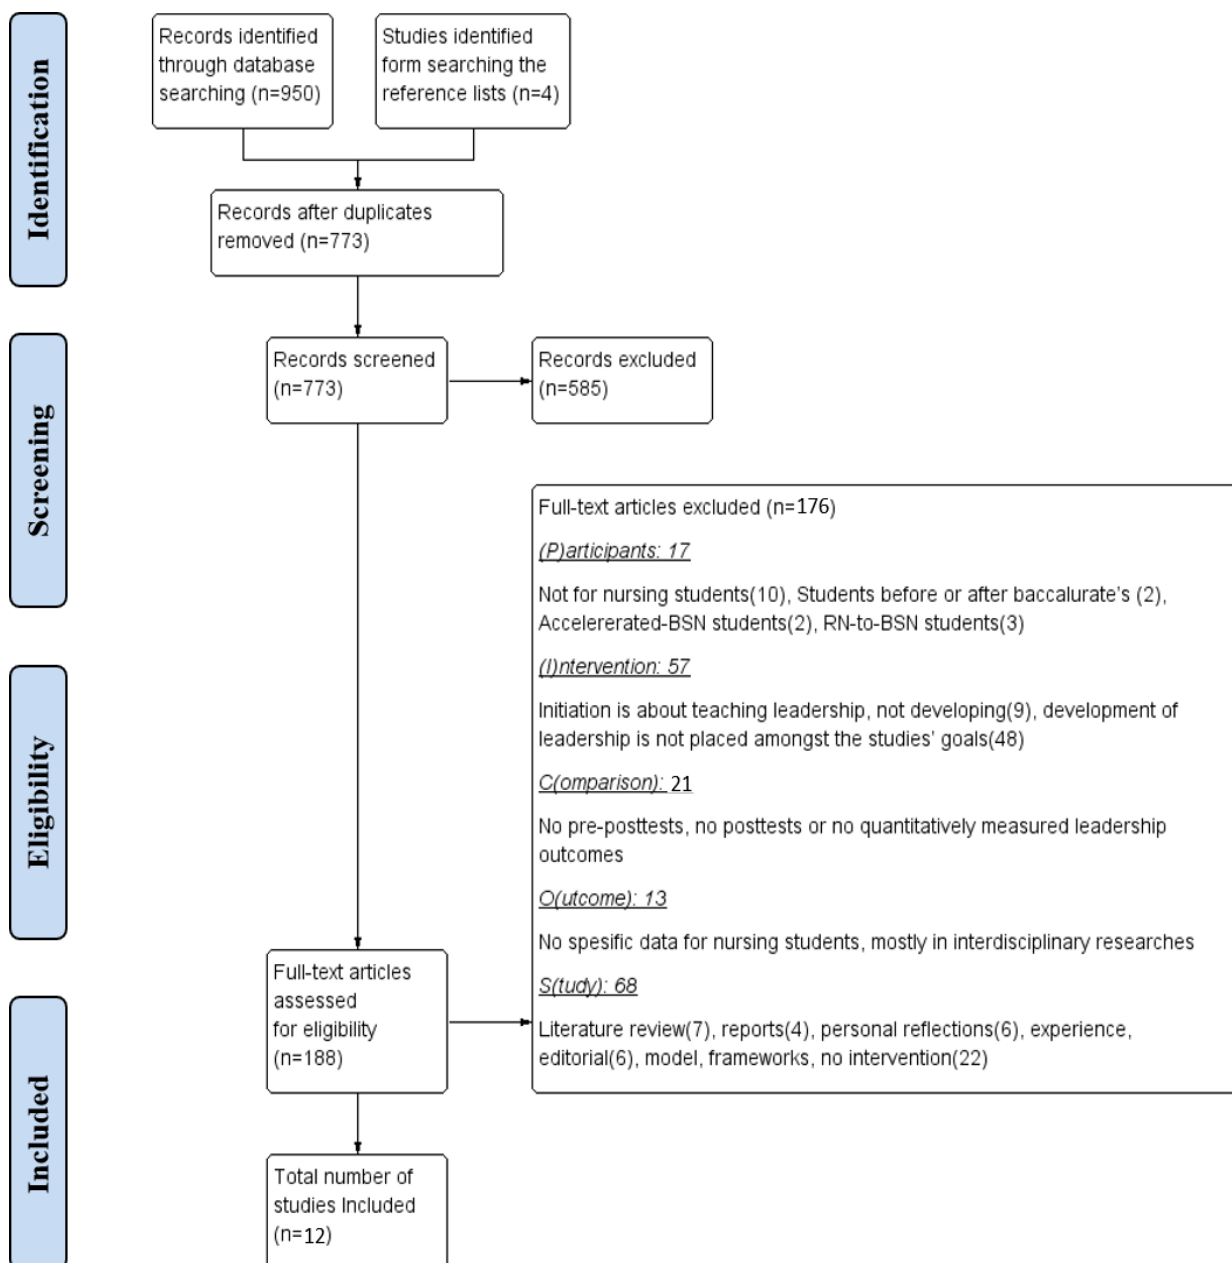 Identification
Records identified
through database
searching (n=950)
Studies identified
form searching the
reference lists (n=4)
Records after duplicates
removed (n=773)
Screening
Records screened
(n=773)
Records excluded
(n=585)
Eligibility
Full-text articles
assessed
for eligibility
(n=188)
Full-text articles excluded (n=176)
(P)articipants: 17
Not for nursing students(10), Students before or after baccalurate's (2),
Accelererated-BSN students(2), RN-to-BSN students(3)
(I)ntervention: 57
Initiation is about teaching leadership, not developing(9), development of
leadership is not placed amongst the studies' goals(48)
C(omparison): 21
No pre-posttests, no posttests or no quantitatively measured leadership
outcomes
O(utcome): 13
No spesific data for nursing students, mostly in interdisciplinary researches
S(tudy): 68
Literature review(7), reports(4), personal reflections(6), experience,
editorial(6), model, frameworks, no intervention(22)
Included
Total number of
studies Included
(n=12)